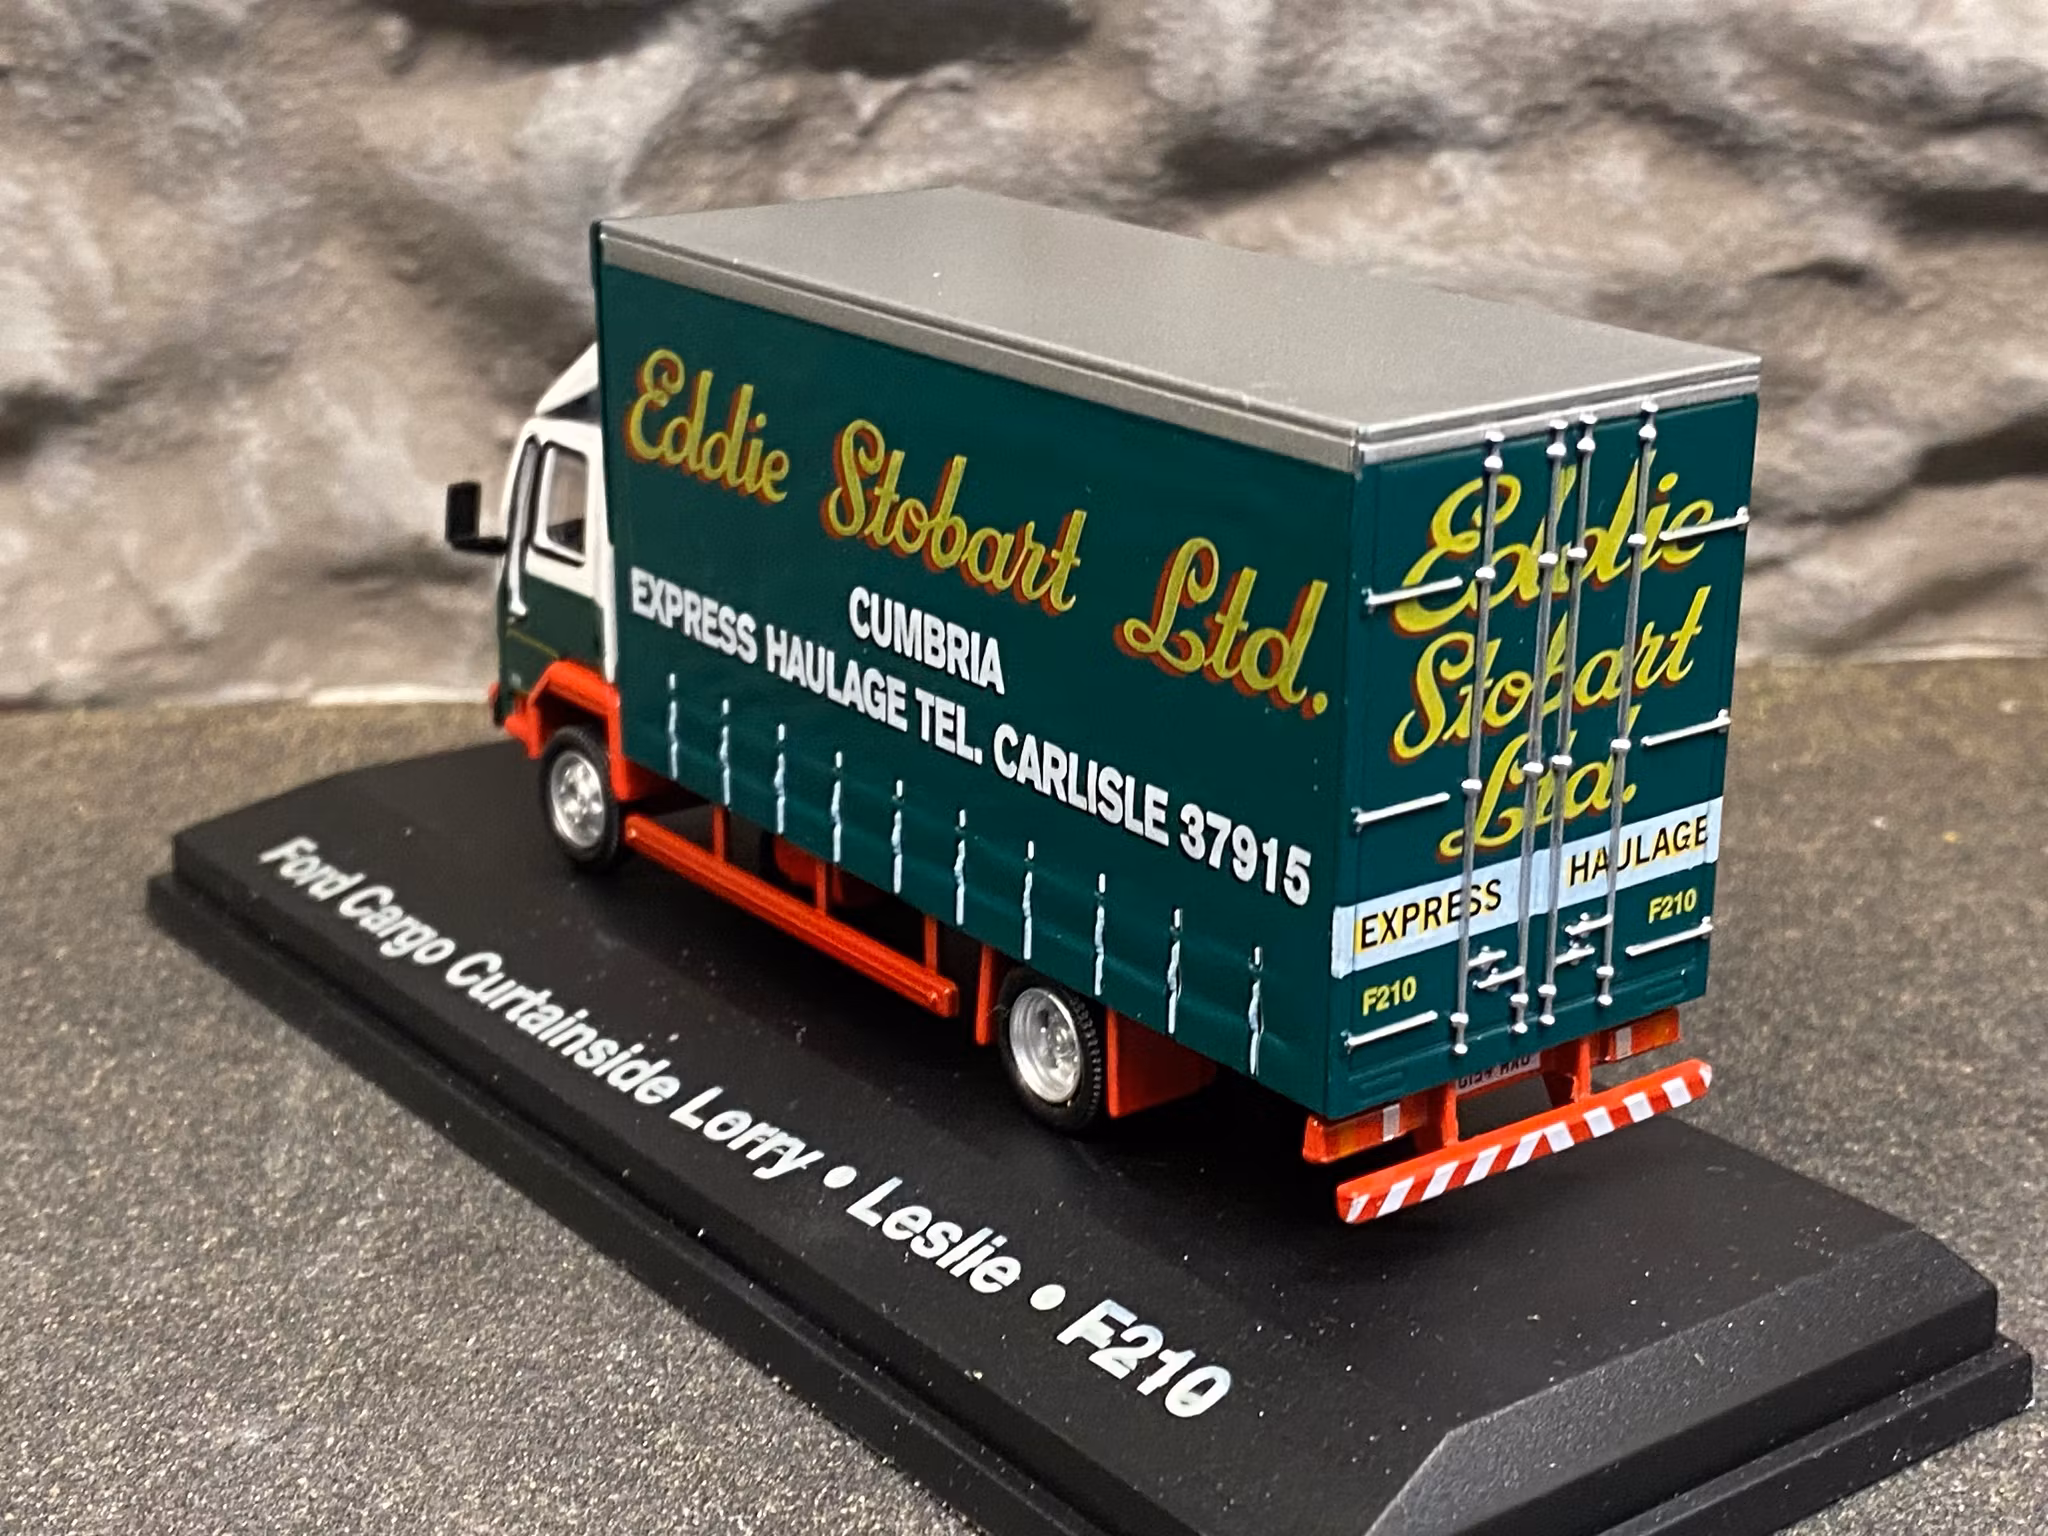 Eddie Stobart Ltd.
CUMBRIA
EXPRESS HAULAGE TEL. CARLISLE 37915
Eddie
Stobart
Ltd.
EXPRESS HAULAGE
F210 F210
Ford Cargo Curtainside Lorry • Leslie • F210